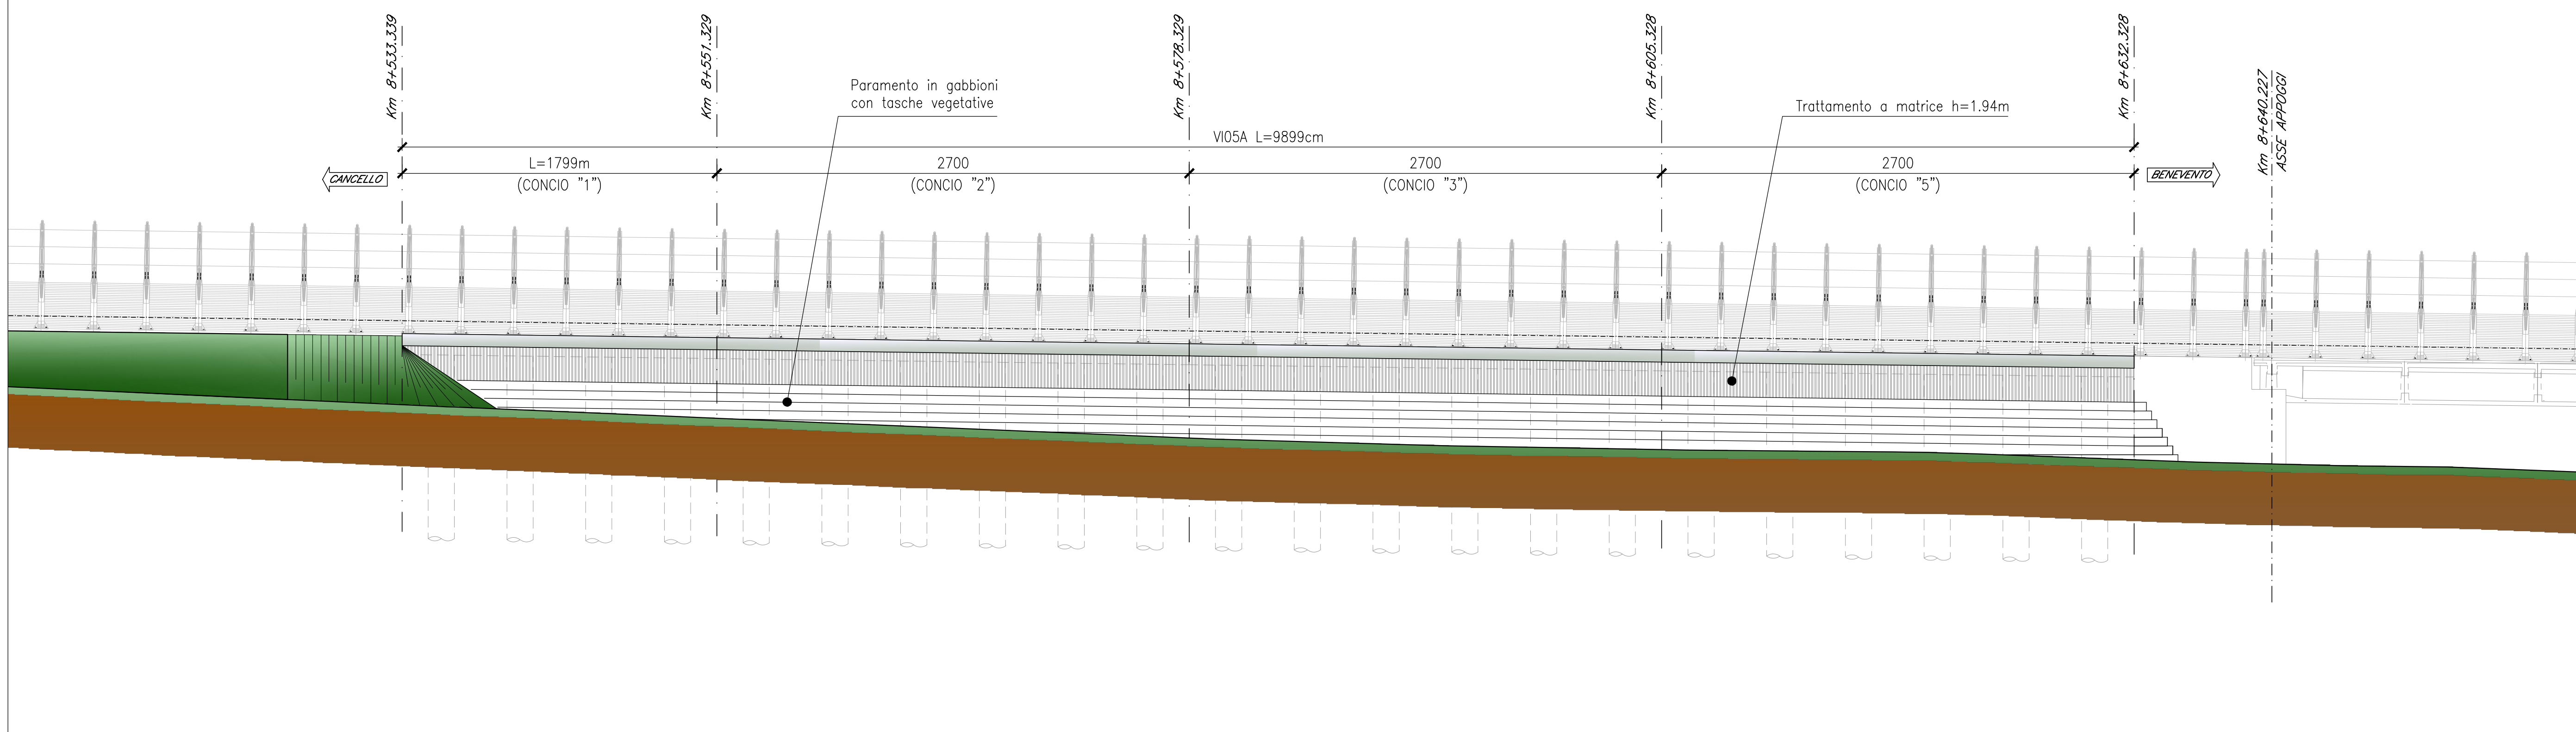 Km 8+533.339
Km 8+551.329
Km 8+578.329
Km 8+605.328
Km 8+632.328
Km 8+640.227
ASSE APPOGGI
Paramento in gabbioni
con tasche vegetative
Trattamento a matrice h=1.94m
VI05A L=9899cm
CANCELLO
L=1799m
(CONCIO "1")
2700
(CONCIO "2")
2700
(CONCIO "3")
2700
(CONCIO "5")
BENEVENTO